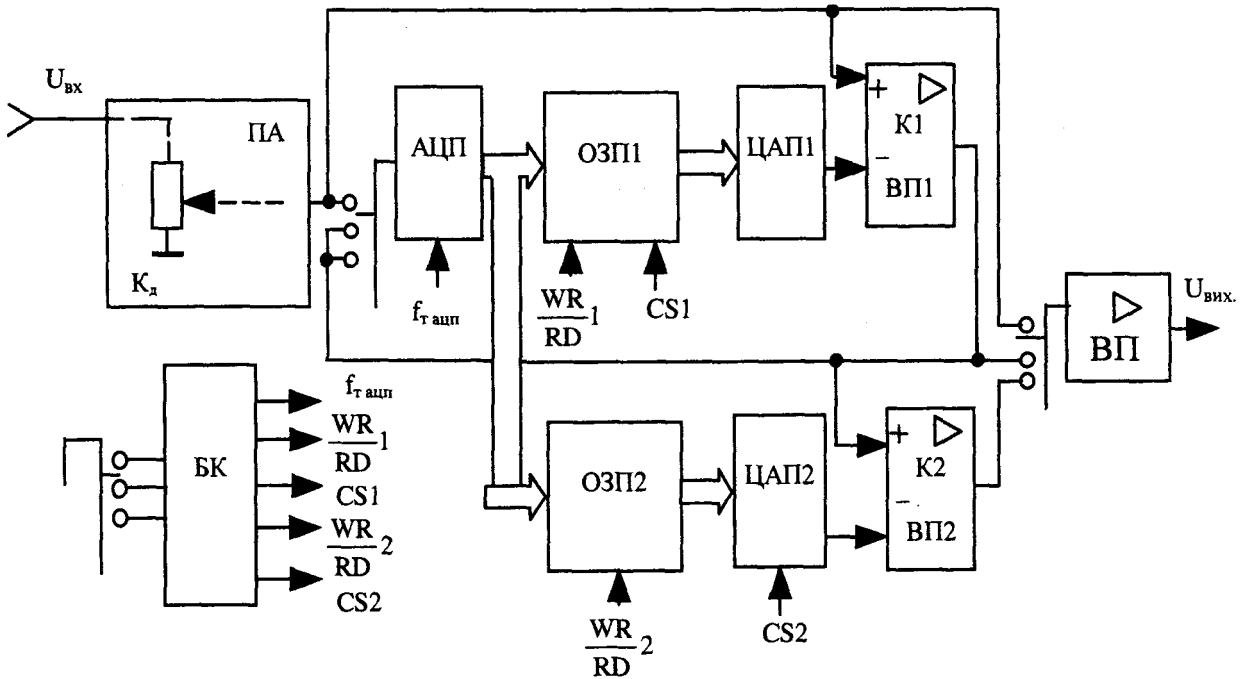 Uвх
ПА
Кд
АЦП
fт ацп
ОЗП1
WR
RD
1
CS1
ЦАП1
+
К1
−
ВП1
ВП
Uвих.
БК
fт ацп
WR
RD
1
CS1
WR
RD
2
CS2
ОЗП2
WR
RD
2
ЦАП2
CS2
+
К2
−
ВП2